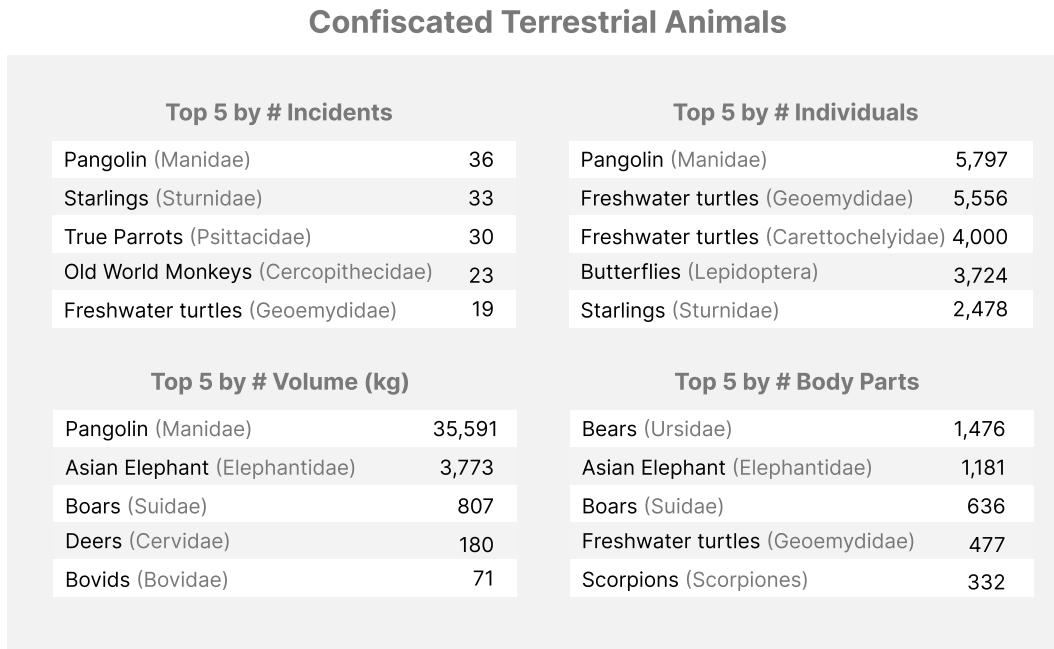 Confiscated Terrestrial Animals
Top 5 by # Incidents
Pangolin (Manidae) 36
Starlings (Sturnidae) 33
True Parrots (Psittacidae) 30
Old World Monkeys (Cercopithecidae) 23
Freshwater turtles (Geoemydidae) 19
Top 5 by # Individuals
Pangolin (Manidae) 5,797
Freshwater turtles (Geoemydidae) 5,556
Freshwater turtles (Carettochelyidae) 4,000
Butterflies (Lepidoptera) 3,724
Starlings (Sturnidae) 2,478
Top 5 by # Volume (kg)
Pangolin (Manidae) 35,591
Asian Elephant (Elephantidae) 3,773
Boars (Suidae) 807
Deers (Cervidae) 180
Bovids (Bovidae) 71
Top 5 by # Body Parts
Bears (Ursidae) 1,476
Asian Elephant (Elephantidae) 1,181
Boars (Suidae) 636
Freshwater turtles (Geoemydidae) 477
Scorpions (Scorpiones) 332